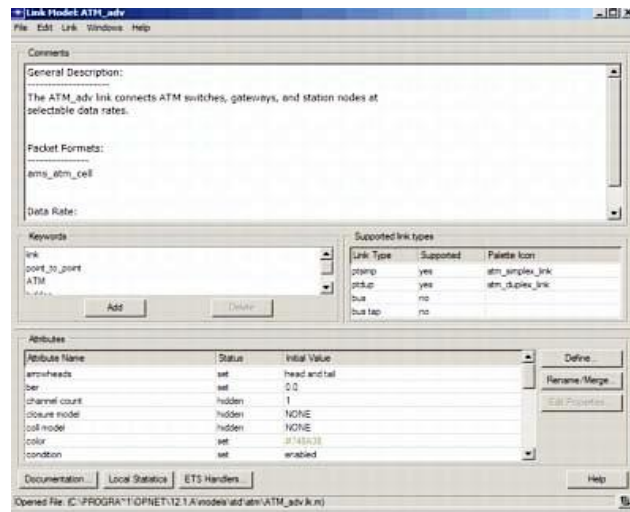 Link Model: ATM_adv
File Edit Link Windows Help
Comments
General Description:
--------------------
The ATM_adv link connects ATM switches, gateways, and station nodes at
selectable data rates.
Packet Formats:
---------------
ams_atm_cell
Data Rate:
Keywords
link
point_to_point
ATM
Add Delete
Supported link types
Link Type Supported Palette Icon
ptsimp yes atm_simplex_link
ptdup yes atm_duplex_link
bus no
bus tap no
Attributes
Attribute Name Status Initial Value
arrowheads set head and tail
ber set 0.0
channel count hidden 1
closure model hidden NONE
coll model hidden NONE
color set
condition set enabled
Define...
Rename/Merge...
Edit Properties...
Documentation... Local Statistics ETS Handlers... Help
Opened File: (C:\PROGRA~1\OPNET\12.1.A\models\std\atm\ATM_adv.lk.m)